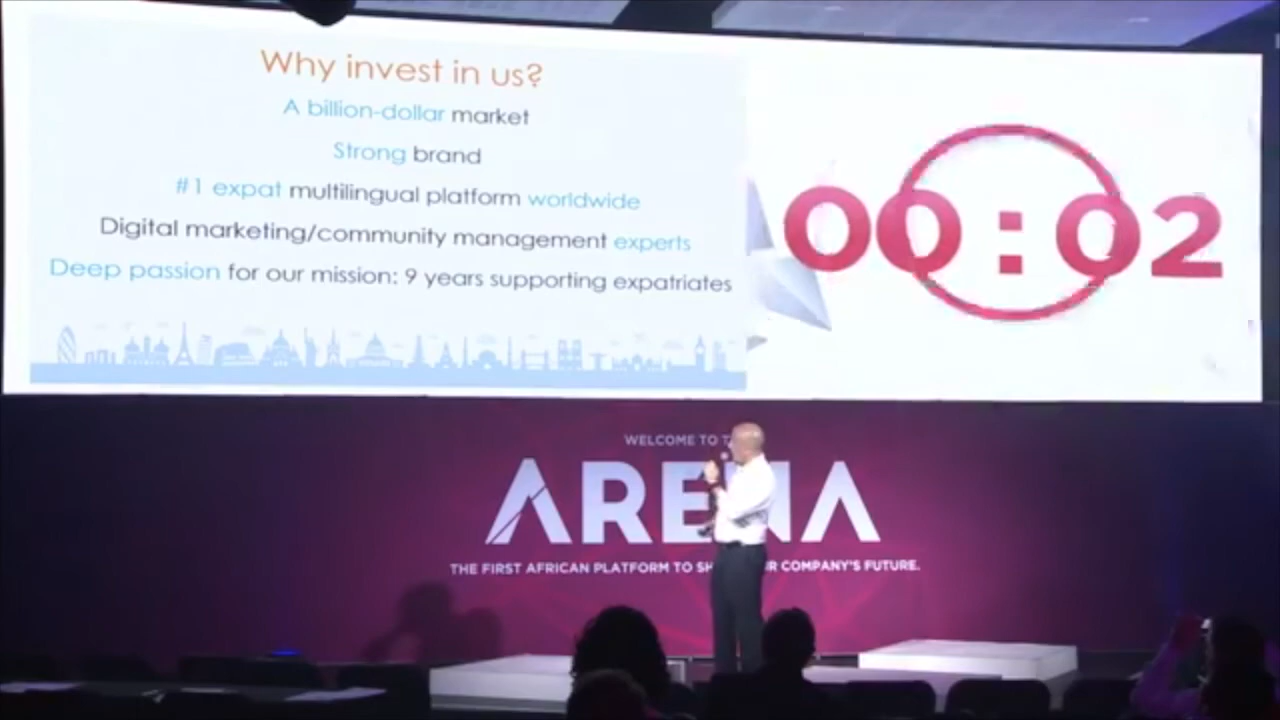 Why invest in us?
A billion-dollar market
Strong brand
#1 expat multilingual platform worldwide
Digital marketing/community management experts
Deep passion for our mission: 9 years supporting expatriates
00:02
WELCOME TO
ARENA
THE FIRST AFRICAN PLATFORM TO COMPANY'S FUTURE.